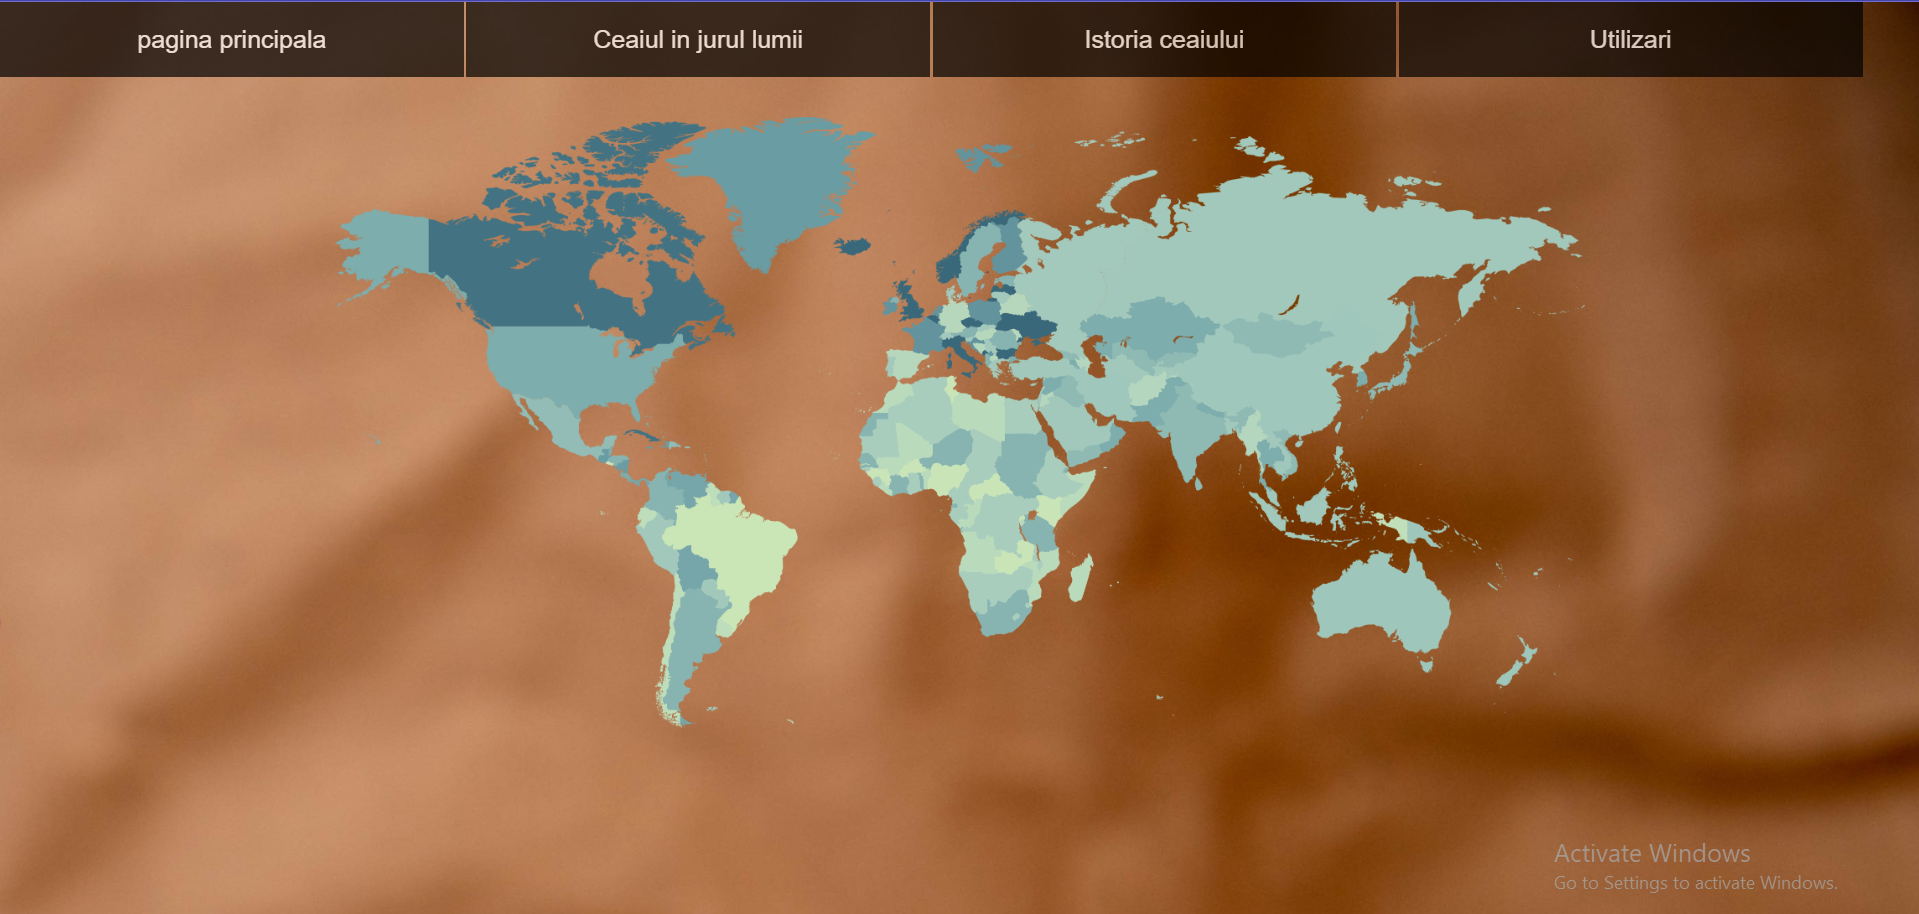 pagina principala
Ceaiul in jurul lumii
Istoria ceaiului
Utilizari
Activate Windows
Go to Settings to activate Windows.